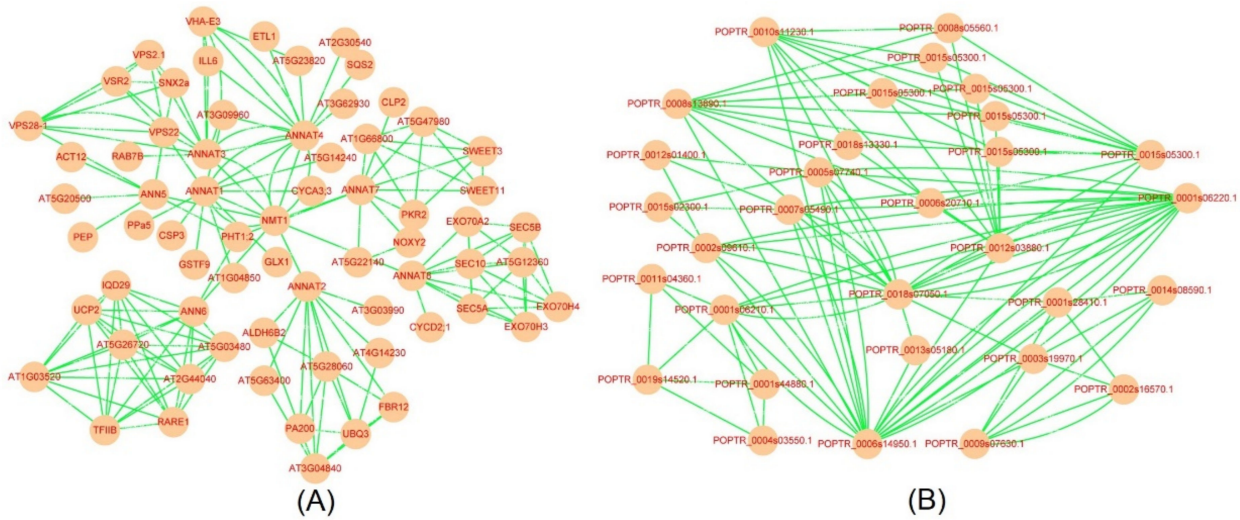 VHA-E3
ETL1
AT2G30540
VPS2.1
ILL6
AT5G23820
SQS2
VSR2
SNX2a
AT3G62930
CLP2
VPS28-1
AT3G09960
VPS22
ANNAT4
AT1G66800
AT5G47980
ACT12
RAB7B
ANNAT3
AT5G14240
SWEET3
AT5G20500
ANN5
ANNAT1
CYCA3;3
ANNAT7
SWEET11
PPa5
NMT1
PKR2
EXO70A2
PEP
CSP3
PHT1;2
NOXY2
SEC5B
GSTF9
GLX1
AT5G22140
ANNAT8
SEC10
AT5G12360
IQD29
AT1G04850
ANNAT2
UCP2
ANN6
AT3G03990
SEC5A
EXO70H4
ALDH6B2
CYCD2;1
EXO70H3
AT5G26720
AT5G03480
AT4G14230
AT1G03520
AT2G44040
AT5G63400
AT5G28060
FBR12
TFIIB
RARE1
PA200
UBQ3
AT3G04840
(A)
POPTR_0010s11230.1
POPTR_0008s05560.1
POPTR_0015s05300.1
POPTR_0008s13690.1
POPTR_0015s05300.1
POPTR_0015s05300.1
POPTR_0015s05300.1
POPTR_0012s01400.1
POPTR_0018s13330.1
POPTR_0015s05300.1
POPTR_0015s05300.1
POPTR_0005s07740.1
POPTR_0001s06220.1
POPTR_0015s02300.1
POPTR_0007s05490.1
POPTR_0006s20710.1
POPTR_0002s09610.1
POPTR_0012s03880.1
POPTR_0011s04360.1
POPTR_0018s07050.1
POPTR_0014s08590.1
POPTR_0001s06210.1
POPTR_0001s28410.1
POPTR_0013s05180.1
POPTR_0003s19970.1
POPTR_0019s14520.1
POPTR_0001s44880.1
POPTR_0002s16570.1
POPTR_0004s03550.1
POPTR_0006s14950.1
POPTR_0009s07630.1
(B)